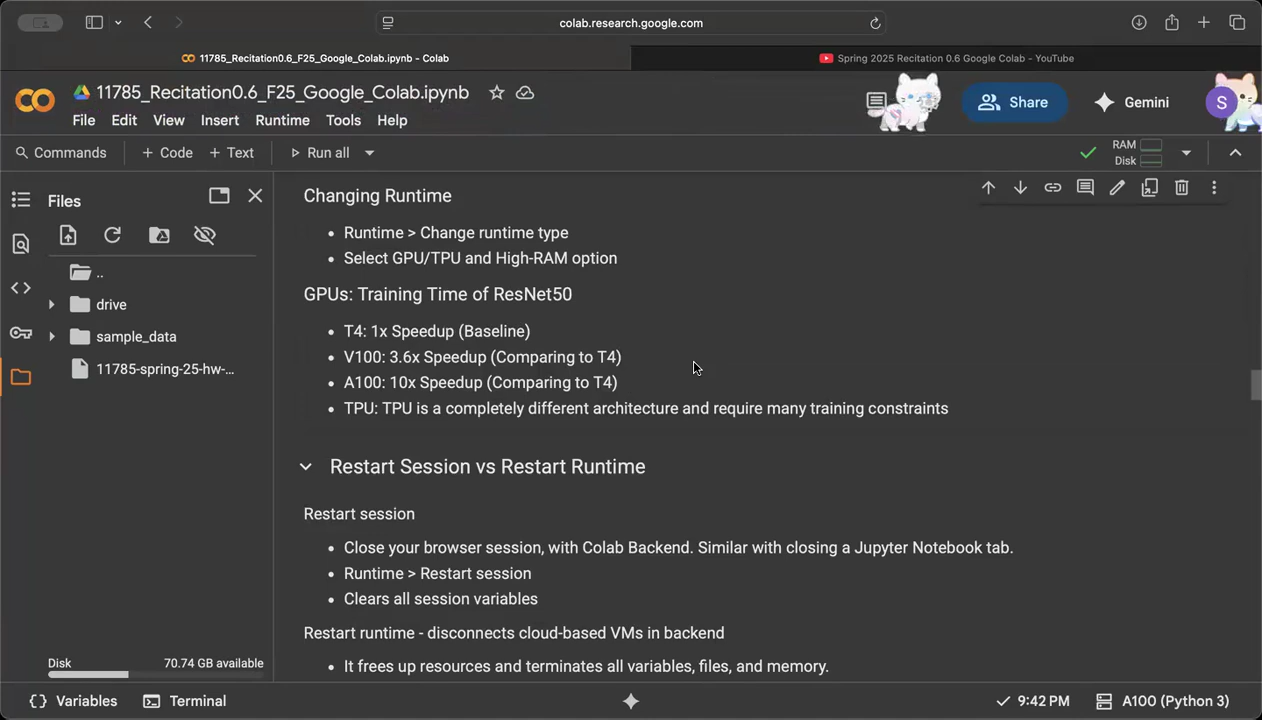 colab.research.google.com
11785_Recitation0.6_F25_Google_Colab.ipynb - Colab
Spring 2025 Recitation 0.6 Google Colab - YouTube
11785_Recitation0.6_F25_Google_Colab.ipynb
File Edit View Insert Runtime Tools Help
Share
Gemini
S
Commands + Code + Text Run all
RAM
Disk
Files
..
drive
sample_data
11785-spring-25-hw-...
Disk 70.74 GB available
Changing Runtime
• Runtime > Change runtime type
• Select GPU/TPU and High-RAM option
GPUs: Training Time of ResNet50
• T4: 1x Speedup (Baseline)
• V100: 3.6x Speedup (Comparing to T4)
• A100: 10x Speedup (Comparing to T4)
• TPU: TPU is a completely different architecture and require many training constraints
Restart Session vs Restart Runtime
Restart session
• Close your browser session, with Colab Backend. Similar with closing a Jupyter Notebook tab.
• Runtime > Restart session
• Clears all session variables
Restart runtime - disconnects cloud-based VMs in backend
• It frees up resources and terminates all variables, files, and memory.
Variables Terminal
9:42 PM A100 (Python 3)